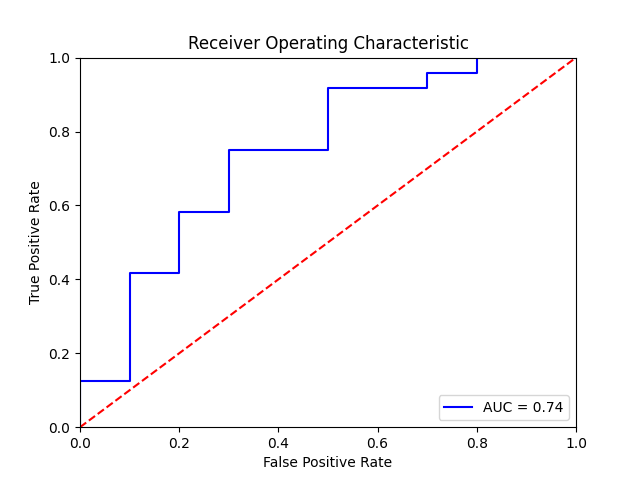 Receiver Operating Characteristic
1.0
0.8
0.6
0.4
0.2
0.0
True Positive Rate
AUC = 0.74
0.0 0.2 0.4 0.6 0.8 1.0
False Positive Rate